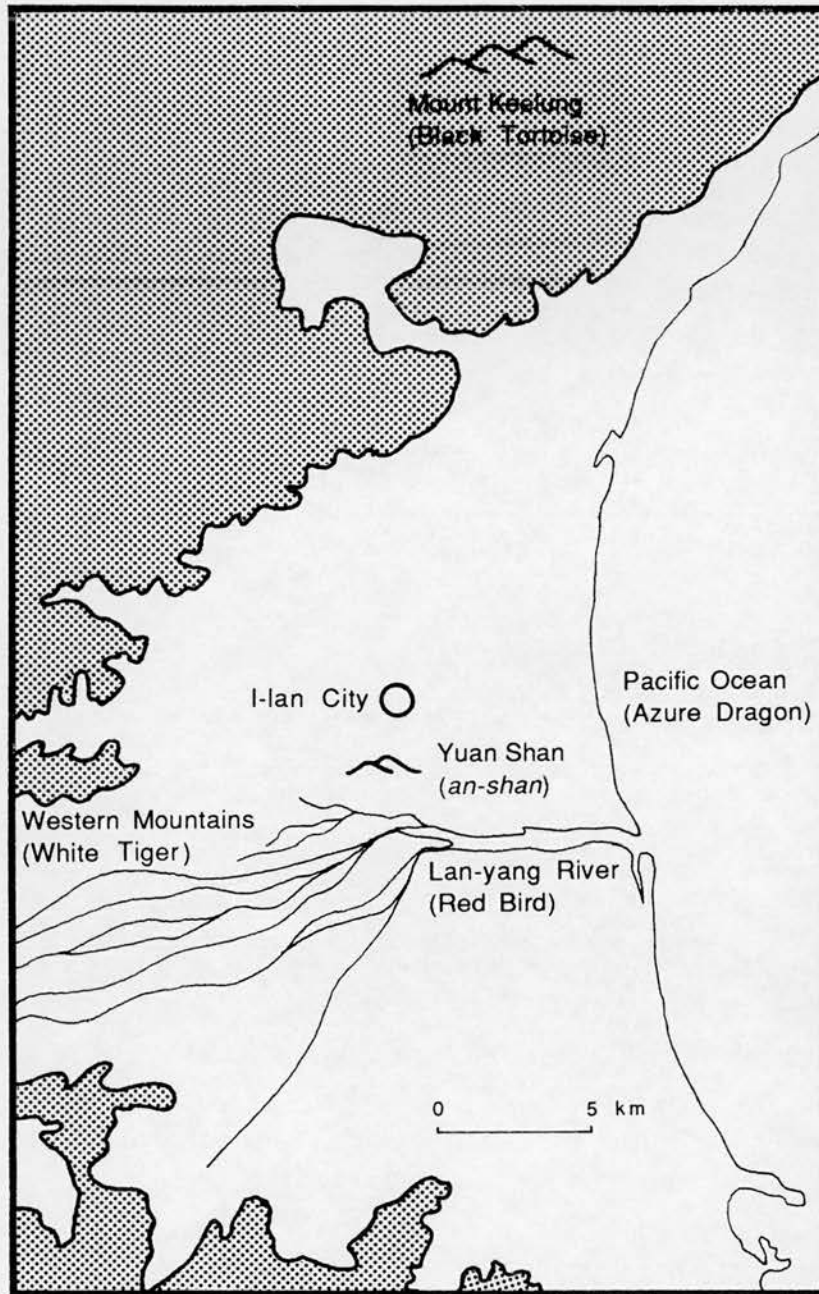 Mount Keelung
(Black Tortoise)
I-lan City
Pacific Ocean
(Azure Dragon)
Yuan Shan
(an-shan)
Western Mountains
(White Tiger)
Lan-yang River
(Red Bird)
0 5 km